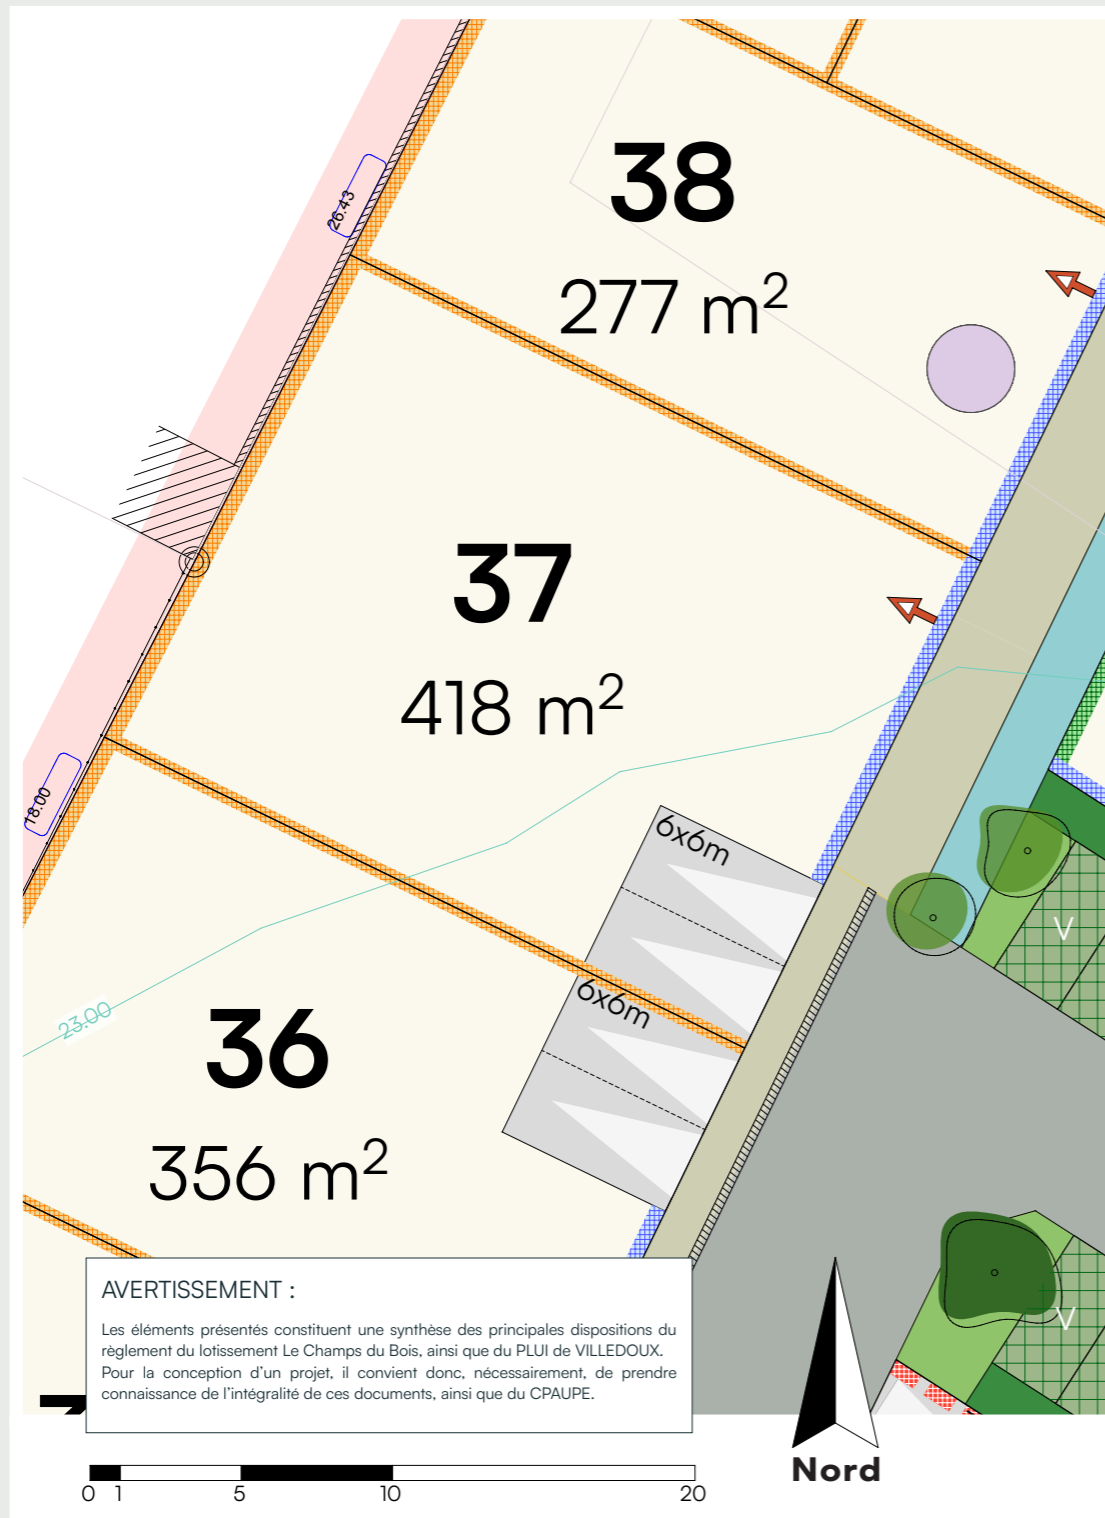 38
277 m²
26.43
37
418 m²
18.00
6x6m
6x6m
V
23.00
36
356 m²
V
AVERTISSEMENT :
Les éléments présentés constituent une synthèse des principales dispositions du
règlement du lotissement Le Champs du Bois, ainsi que du PLUI de VILLEDOUX.
Pour la conception d'un projet, il convient donc, nécessairement, de prendre
connaissance de l'intégralité de ces documents, ainsi que du CPAUPE.
0 1 5 10 20
Nord